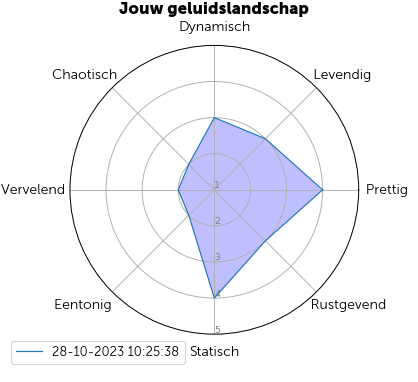 Jouw geluidslandschap
Dynamisch
Chaotisch
Levendig
Vervelend
1
Prettig
2
3
4
Eentonig
Rustgevend
5
28-10-2023 10:25:38
Statisch